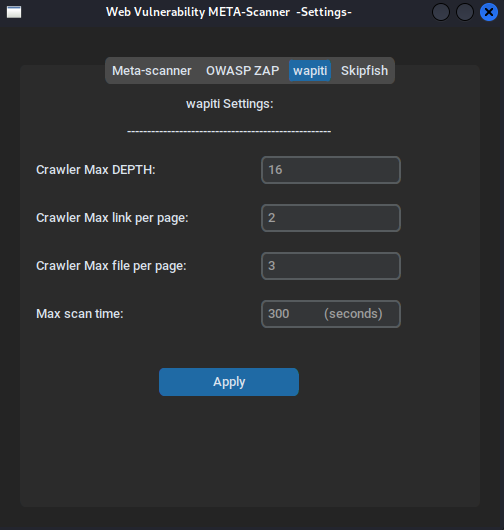 Web Vulnerability META-Scanner -Settings-
Meta-scanner OWASP ZAP wapiti Skipfish
wapiti Settings:
---------------------------------------------------
Crawler Max DEPTH: 16
Crawler Max link per page: 2
Crawler Max file per page: 3
Max scan time: 300 (seconds)
Apply